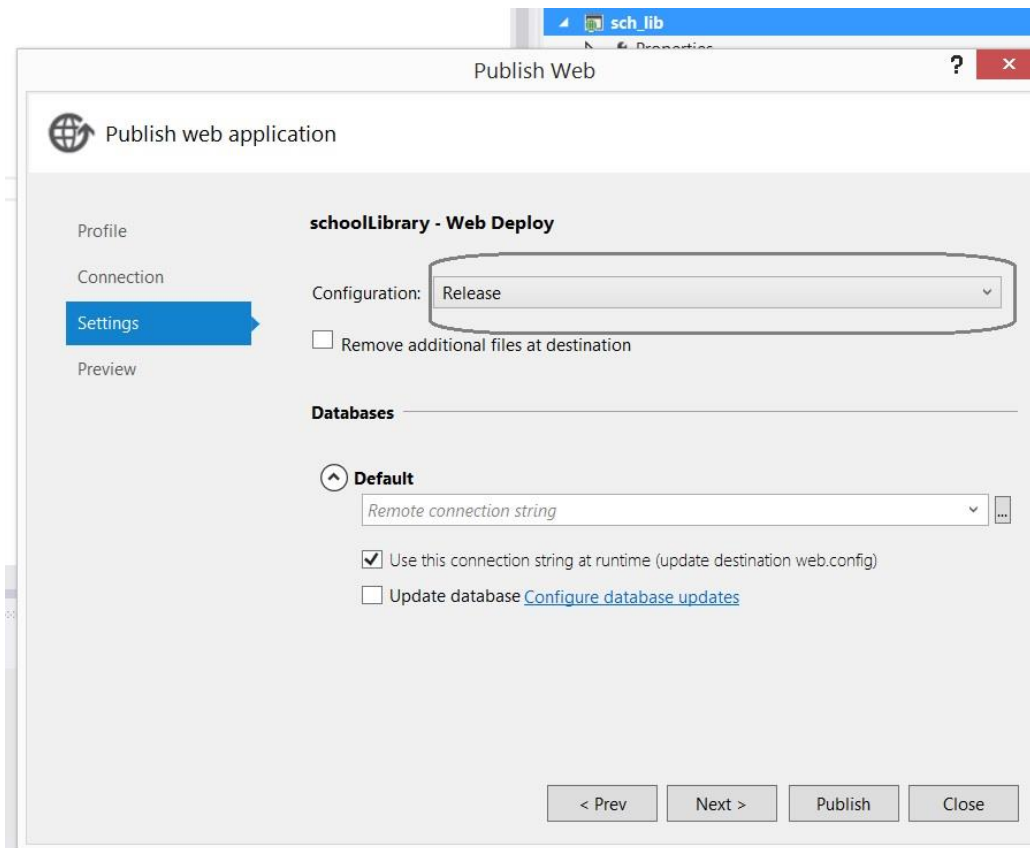 sch_lib
Properties
Publish Web
?
Publish web application
Profile
Connection
Settings
Preview
schoolLibrary - Web Deploy
Configuration: Release
Remove additional files at destination
Databases
Default
Remote connection string
...
Use this connection string at runtime (update destination web.config)
Update database Configure database updates
< Prev
Next >
Publish
Close